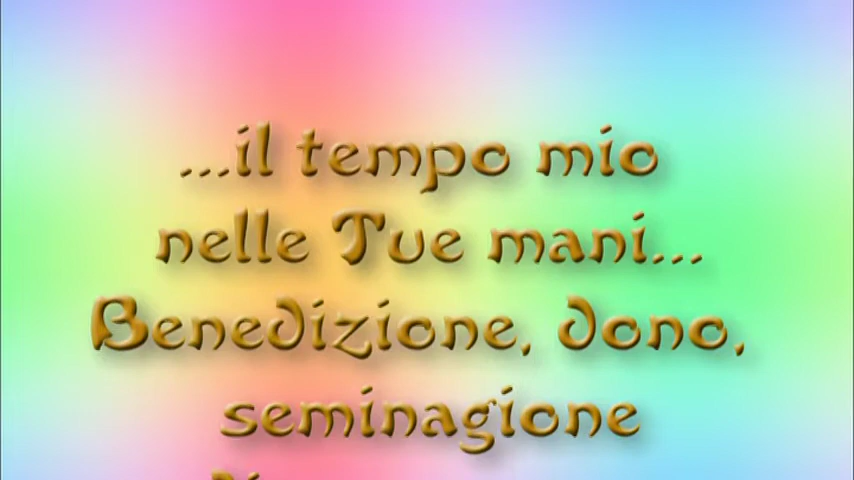 ...il tempo mio
nelle Tue mani...
Benedizione, dono,
seminagione